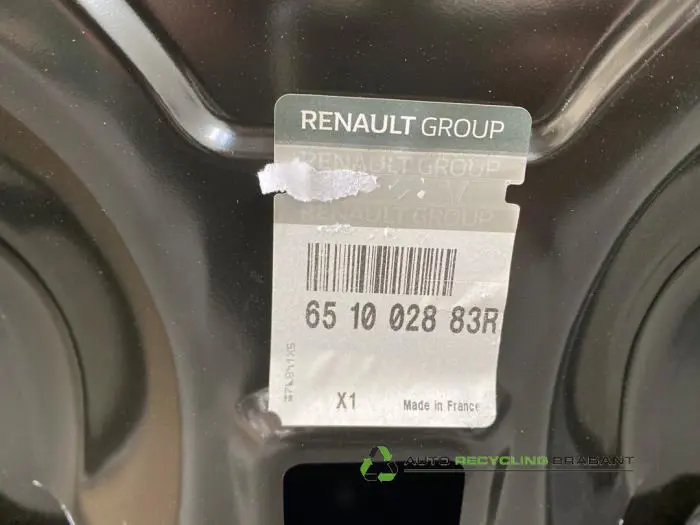 RENAULT GROUP
RENAULT GROUP
RENAULT GROUP
65 10 028 83R
X1
Made in France
AUTO RECYCLING BRABANT